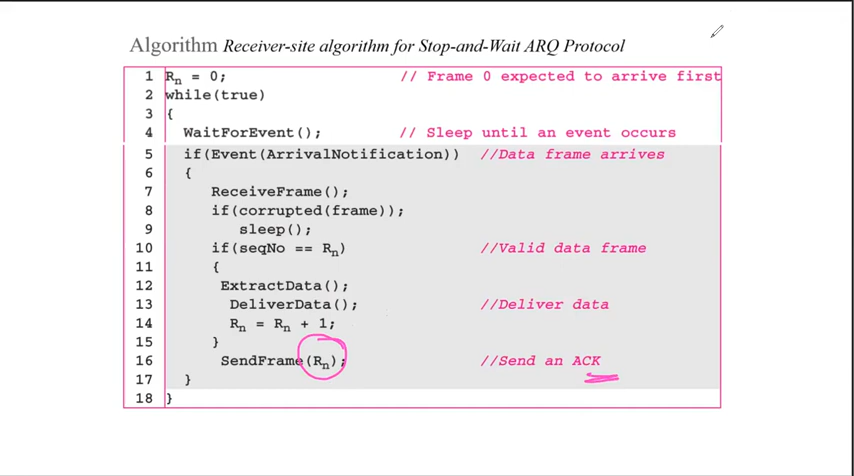 Algorithm Receiver-site algorithm for Stop-and-Wait ARQ Protocol
1 Rn = 0; // Frame 0 expected to arrive first
2 while(true)
3 {
4 WaitForEvent(); // Sleep until an event occurs
5 if(Event(ArrivalNotification)) //Data frame arrives
6 {
7 ReceiveFrame();
8 if(corrupted(frame));
9 sleep();
10 if(seqNo == Rn) //Valid data frame
11 {
12 ExtractData();
13 DeliverData(); //Deliver data
14 Rn = Rn + 1;
15 }
16 SendFrame(Rn); //Send an ACK
17 }
18 }